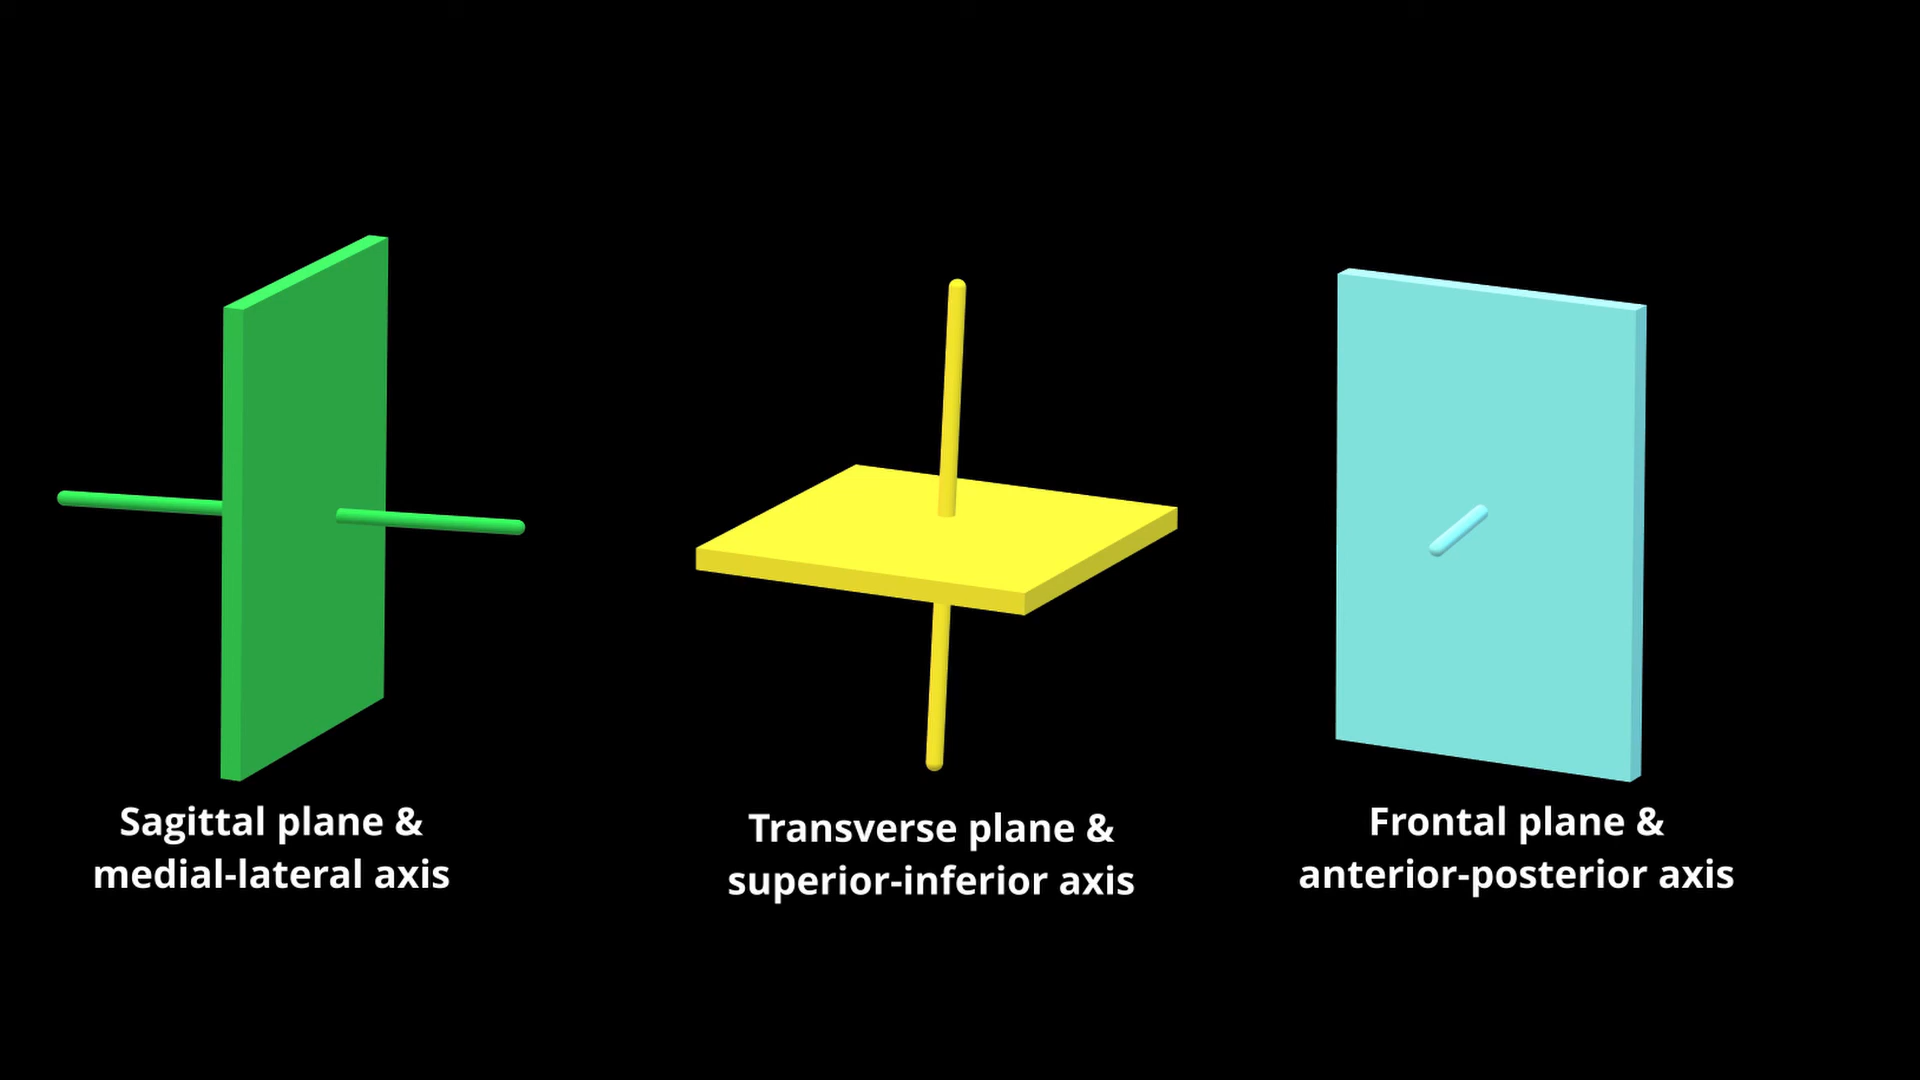 Sagittal plane &
medial-lateral axis
Transverse plane &
superior-inferior axis
Frontal plane &
anterior-posterior axis